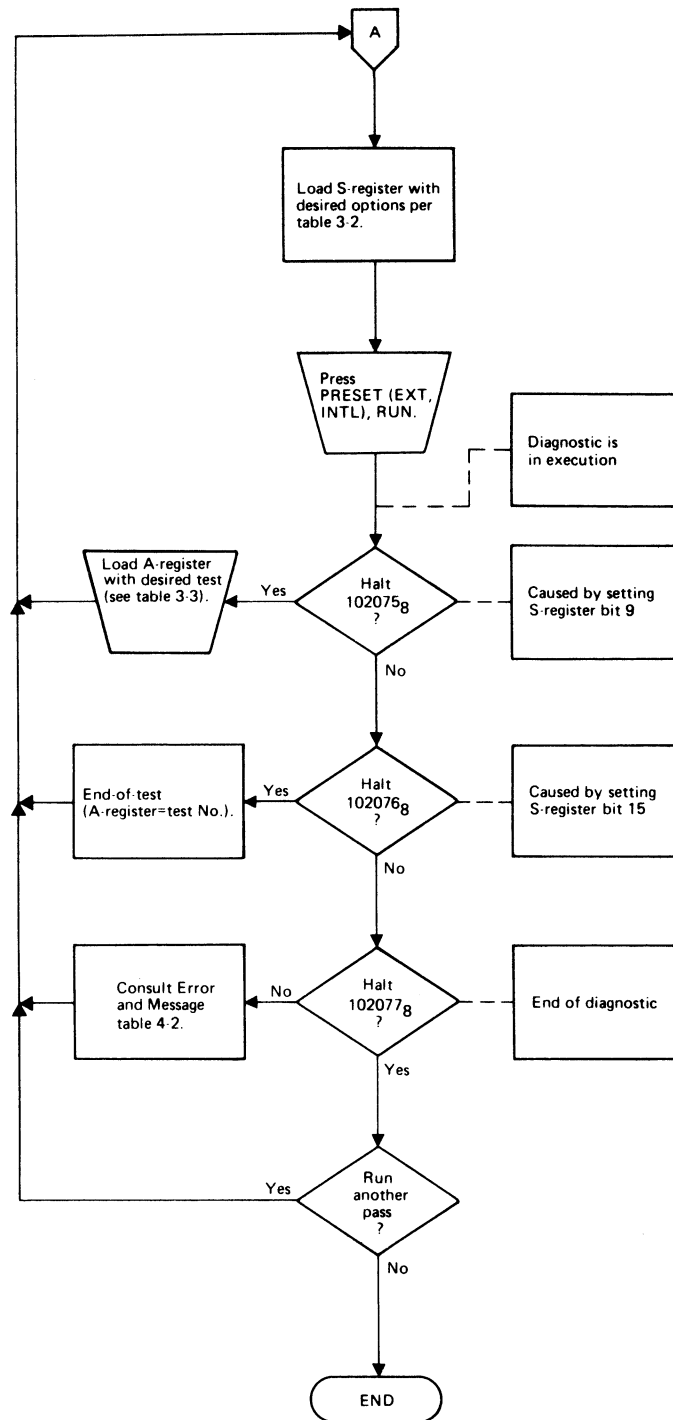 A
Load S-register with
desired options per
table 3-2.
Press
PRESET (EXT,
INTL), RUN.
Diagnostic is
in execution
Load A-register
with desired test
(see table 3-3).
Yes
Halt
102075₈
?
Caused by setting
S-register bit 9
No
End-of-test
(A-register=test No.).
Yes
Halt
102076₈
?
Caused by setting
S-register bit 15
No
Consult Error
and Message
table 4-2.
No
Halt
102077₈
?
End of diagnostic
Yes
Yes
Run
another
pass
?
No
END